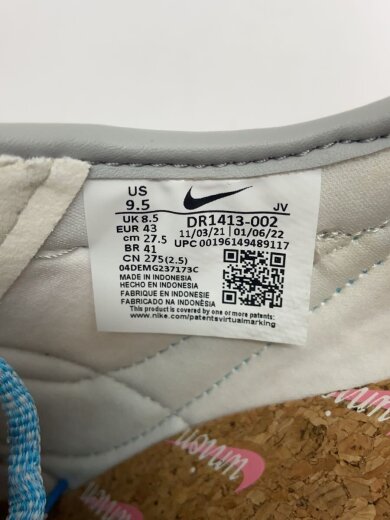 US
9.5
JV
UK 8.5
DR1413-002
EUR 43
11/03/21 01/06/22
cm 27.5
UPC 00196149489117
BR 41
CN 275(2.5)
04DEMG237173C
MADE IN INDONESIA
HECHO EN INDONESIA
FABRIQUE EN INDONESIE
FABRICADO NA INDONÉSIA
This product is covered by one or more patents:
www.nike.com/patentsvirtualmarking